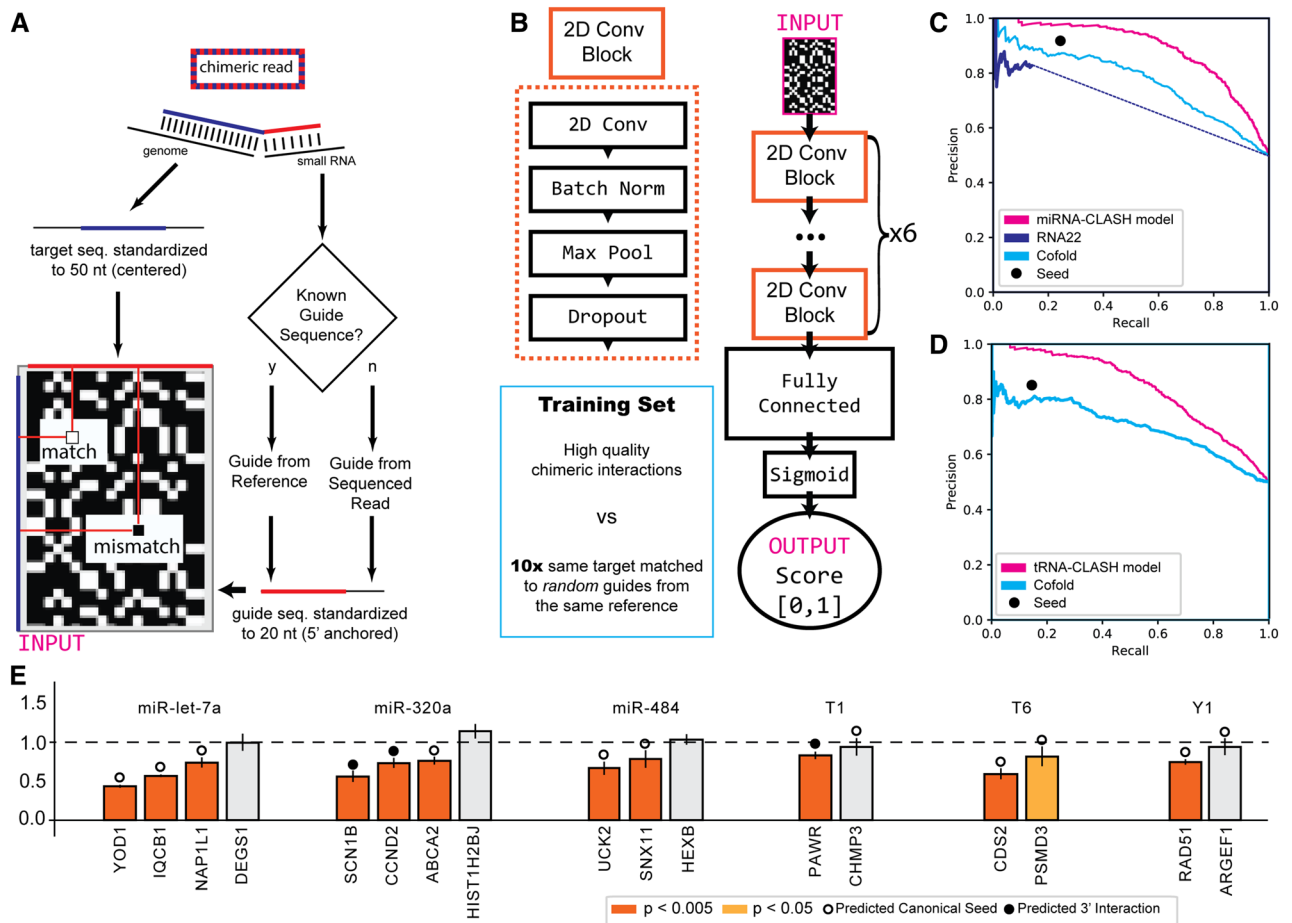 A
chimeric read
genome
small RNA
target seq. standardized
to 50 nt (centered)
Known
Guide
Sequence?
y
n
Guide from
Reference
Guide from
Sequenced
Read
match
mismatch
guide seq. standardized
to 20 nt (5' anchored)
INPUT
B
2D Conv
Block
2D Conv
Batch Norm
Max Pool
Dropout
Training Set
High quality
chimeric interactions
vs
10x same target matched
to random guides from
the same reference
INPUT
2D Conv
Block
...
x6
2D Conv
Block
Fully
Connected
Sigmoid
OUTPUT
Score
[0,1]
C
1.0
0.8
0.6
0.4
0.2
0.0
Precision
miRNA-CLASH model
RNA22
Cofold
Seed
0.0 0.2 0.4 0.6 0.8 1.0
Recall
D
1.0
0.8
0.6
0.4
0.2
0.0
Precision
tRNA-CLASH model
Cofold
Seed
0.0 0.2 0.4 0.6 0.8 1.0
Recall
E
1.5
1.0
0.5
0.0
miR-let-7a miR-320a miR-484 T1 T6 Y1
YOD1 IQCB1 NAP1L1 DEGS1 SCN1B CCND2 ABCA2 HIST1H2BJ UCK2 SNX11 HEXB PAWR CHMP3 CDS2 PSMD3 RAD51 ARGEF1
p < 0.005 p < 0.05 Predicted Canonical Seed Predicted 3' Interaction